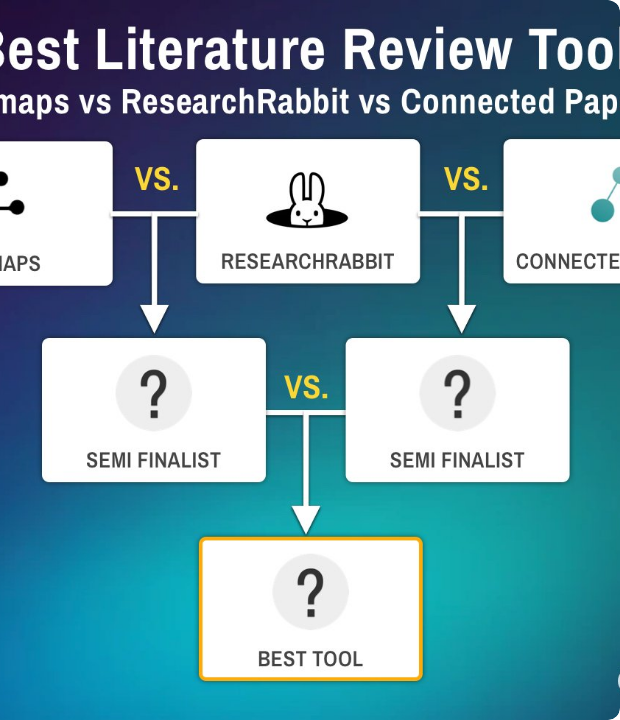 Best Literature Review Tool
maps vs ResearchRabbit vs Connected Pap
VS.
VS.
IAPS
RESEARCHRABBIT
CONNECTE
?
VS.
?
SEMI FINALIST
SEMI FINALIST
?
BEST TOOL